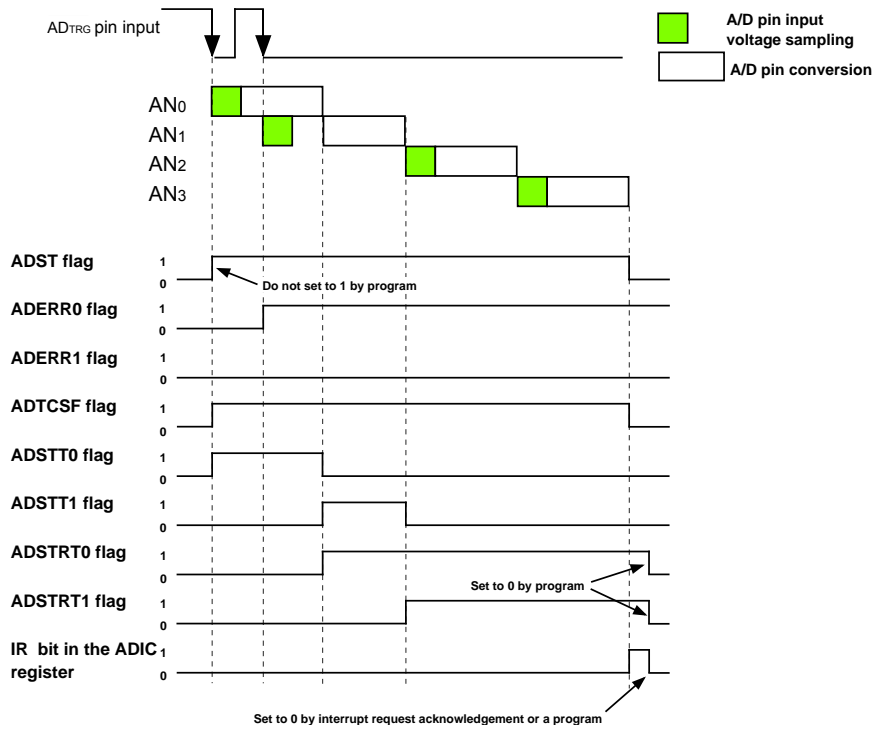 ADTRG pin input
A/D pin input
voltage sampling
A/D pin conversion
AN0
AN1
AN2
AN3
ADST flag
1
0
Do not set to 1 by program
ADERR0 flag
1
0
ADERR1 flag
1
0
ADTCSF flag
1
0
ADSTT0 flag
1
0
ADSTT1 flag
1
0
ADSTRT0 flag
1
0
Set to 0 by program
ADSTRT1 flag
1
0
IR bit in the ADIC
register
1
0
Set to 0 by interrupt request acknowledgement or a program